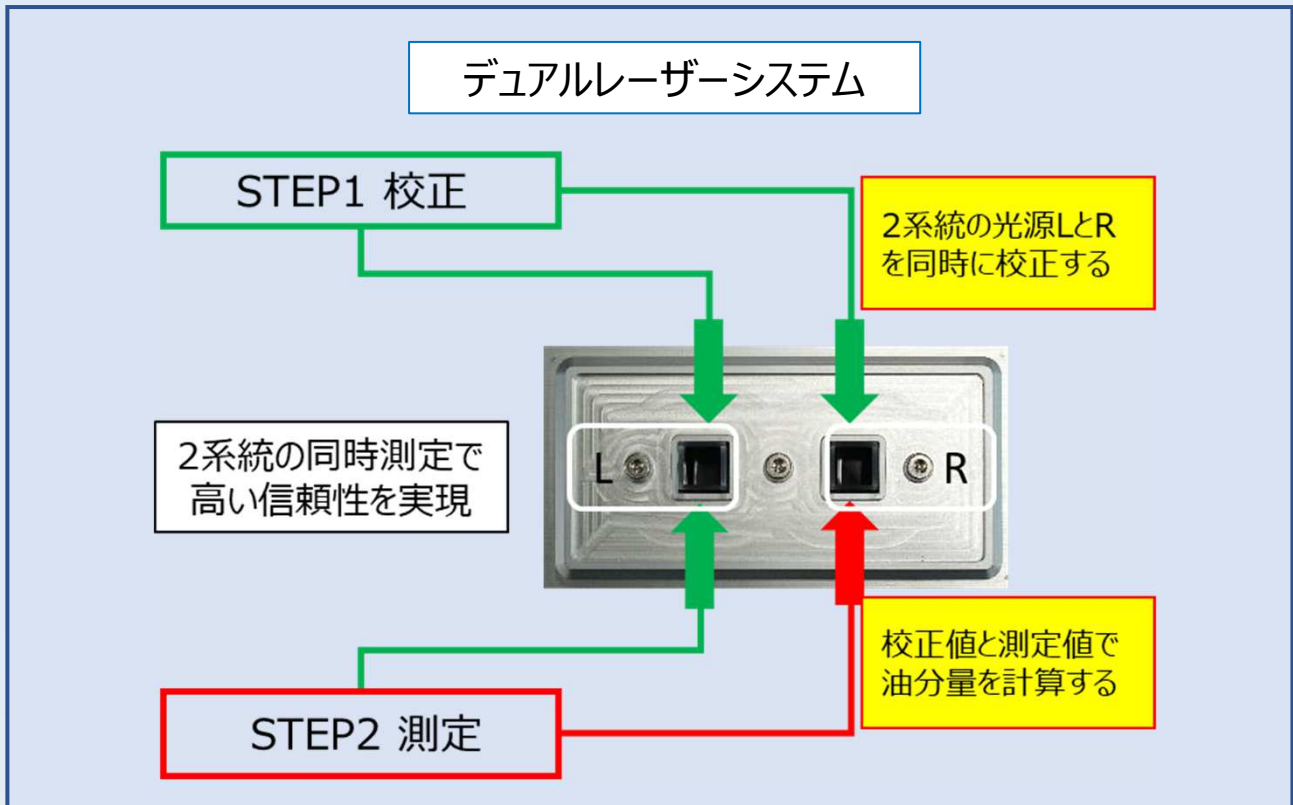 デュアルレーザーシステム
STEP1 校正
2系統の光源LとR
を同時に校正する
2系統の同時測定で
高い信頼性を実現
L
R
校正値と測定値で
油分量を計算する
STEP2 測定